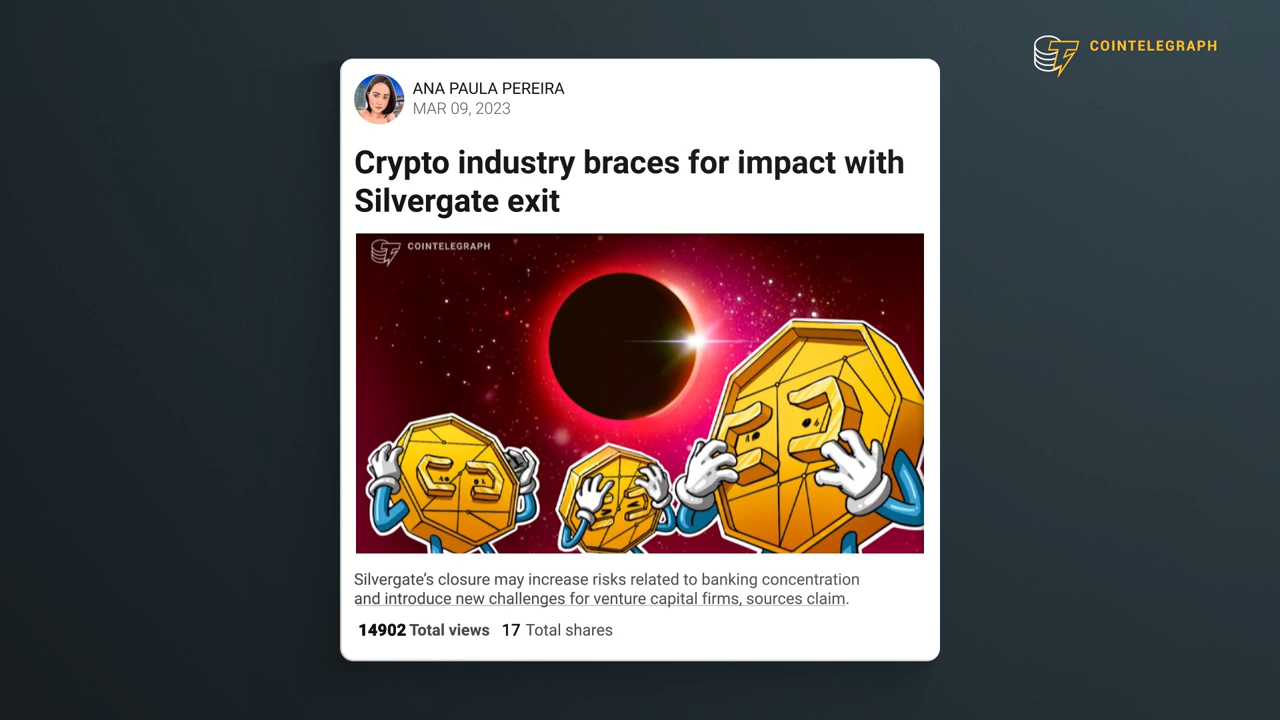 COINTELEGRAPH
ANA PAULA PEREIRA
MAR 09, 2023
Crypto industry braces for impact with
Silvergate exit
COINTELEGRAPH
Silvergate’s closure may increase risks related to banking concentration
and introduce new challenges for venture capital firms, sources claim.
14902 Total views 17 Total shares